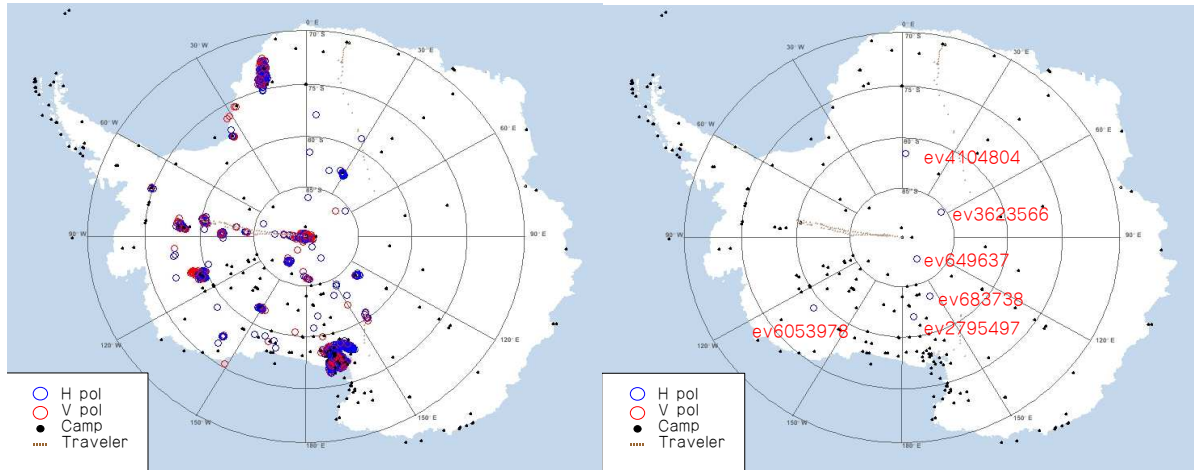 0° E
70° S
30° W
30° E
75° S
60° W
80° S
60° E
85° S
90° W
90° E
120° W
120° E
150° W
150° E
180° E
H pol
V pol
Camp
Traveler
0° E
70° S
30° W
30° E
75° S
60° W
80° S
60° E
ev4104804
85° S
ev3623566
90° W
90° E
ev649637
ev683738
ev6053978
ev2795497
120° W
120° E
150° W
150° E
180° E
H pol
V pol
Camp
Traveler